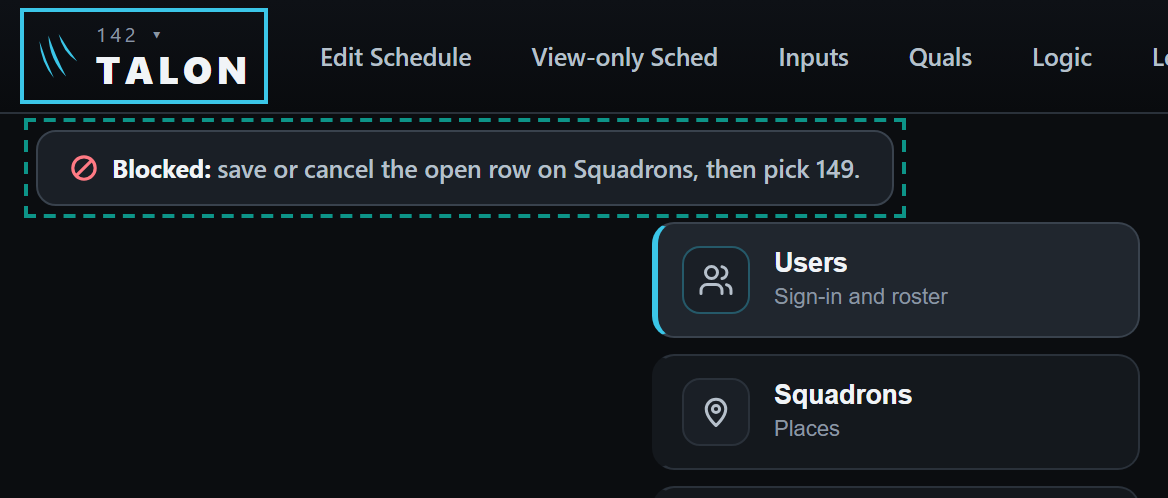 142 ▾
TALON
Edit Schedule
View-only Sched
Inputs
Quals
Logic
Blocked: save or cancel the open row on Squadrons, then pick 149.
Users
Sign-in and roster
Squadrons
Places